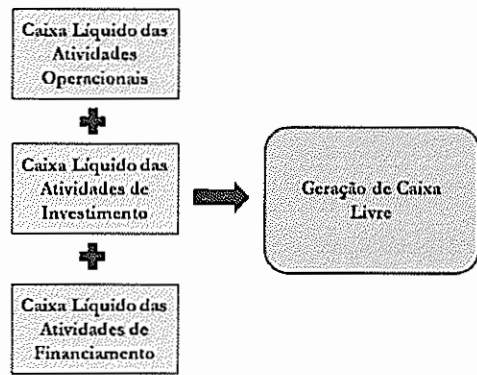 Caixa Líquido das
Atividades
Operacionais
Caixa Líquido das
Atividades de
Investimento
Caixa Líquido das
Atividades de
Financiamento
Geração de Caixa
Livre